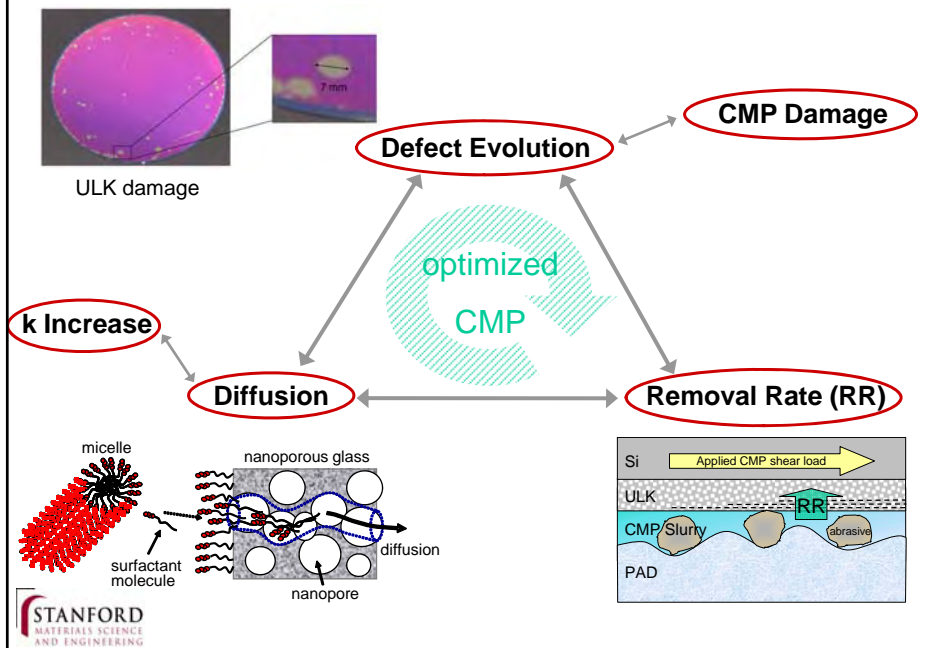 7 mm
ULK damage
CMP Damage
Defect Evolution
optimized
CMP
k Increase
Diffusion
Removal Rate (RR)
micelle
surfactant
molecule
nanoporous glass
diffusion
nanopore
Si
Applied CMP shear load
ULK
RR
CMP Slurry
abrasive
PAD
STANFORD
MATERIALS SCIENCE
AND ENGINEERING